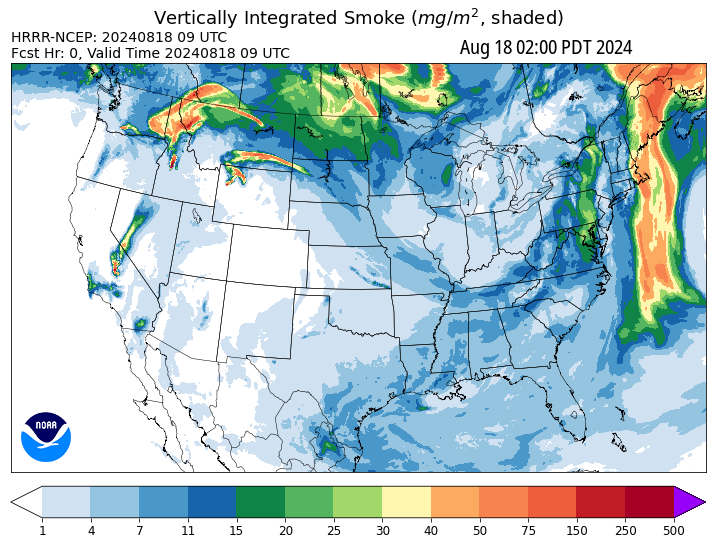 Vertically Integrated Smoke (mg/m², shaded)
HRRR-NCEP: 20240818 09 UTC
Fcst Hr: 0, Valid Time 20240818 09 UTC
Aug 18 02:00 PDT 2024
NOAA
1 4 7 11 15 20 25 30 40 50 75 150 250 500